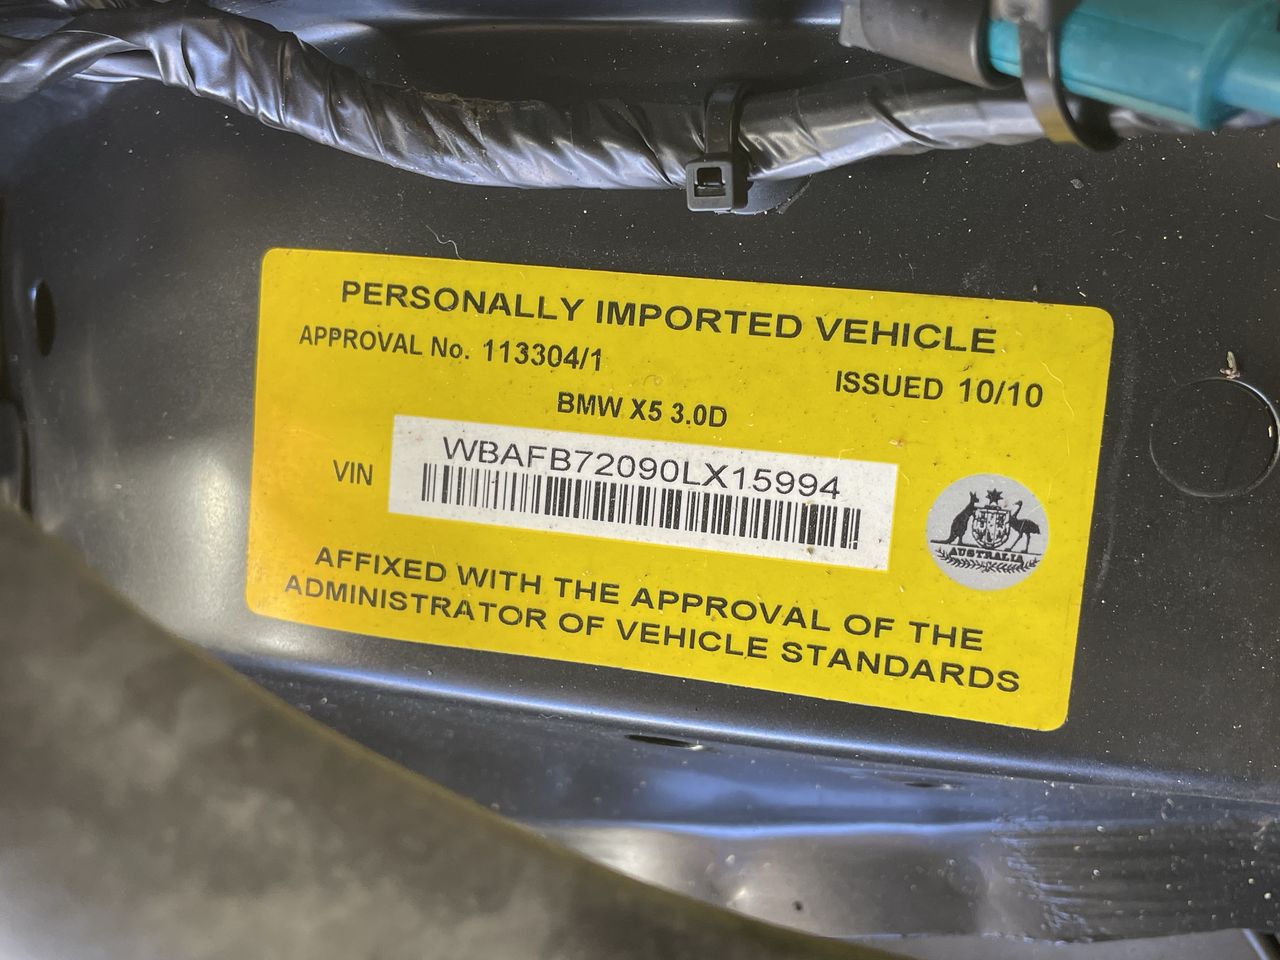 PERSONALLY IMPORTED VEHICLE
APPROVAL No. 113304/1
ISSUED 10/10
BMW X5 3.0D
VIN
WBAFB72090LX15994
AUSTRALIA
AFFIXED WITH THE APPROVAL OF THE
ADMINISTRATOR OF VEHICLE STANDARDS